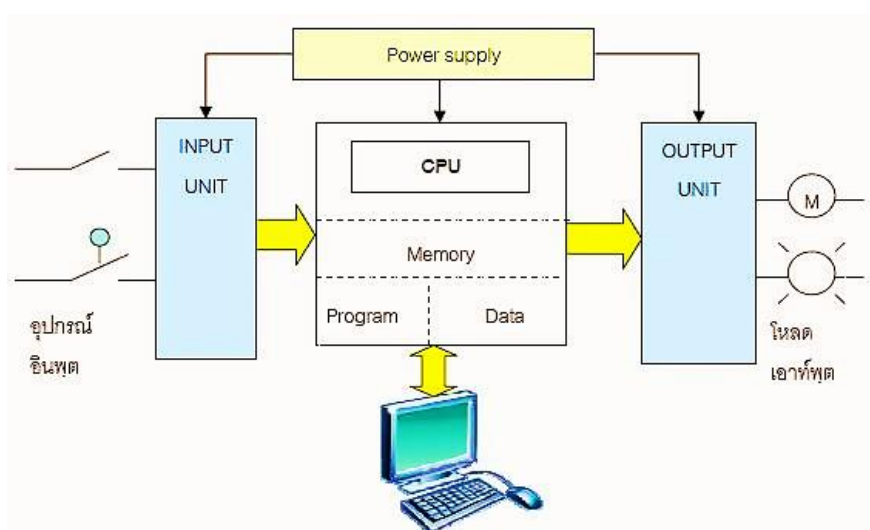 Power supply
INPUT
UNIT
CPU
Memory
Program
Data
OUTPUT
UNIT
M
อุปกรณ์
อินพุต
โหลด
เอาท์พุต